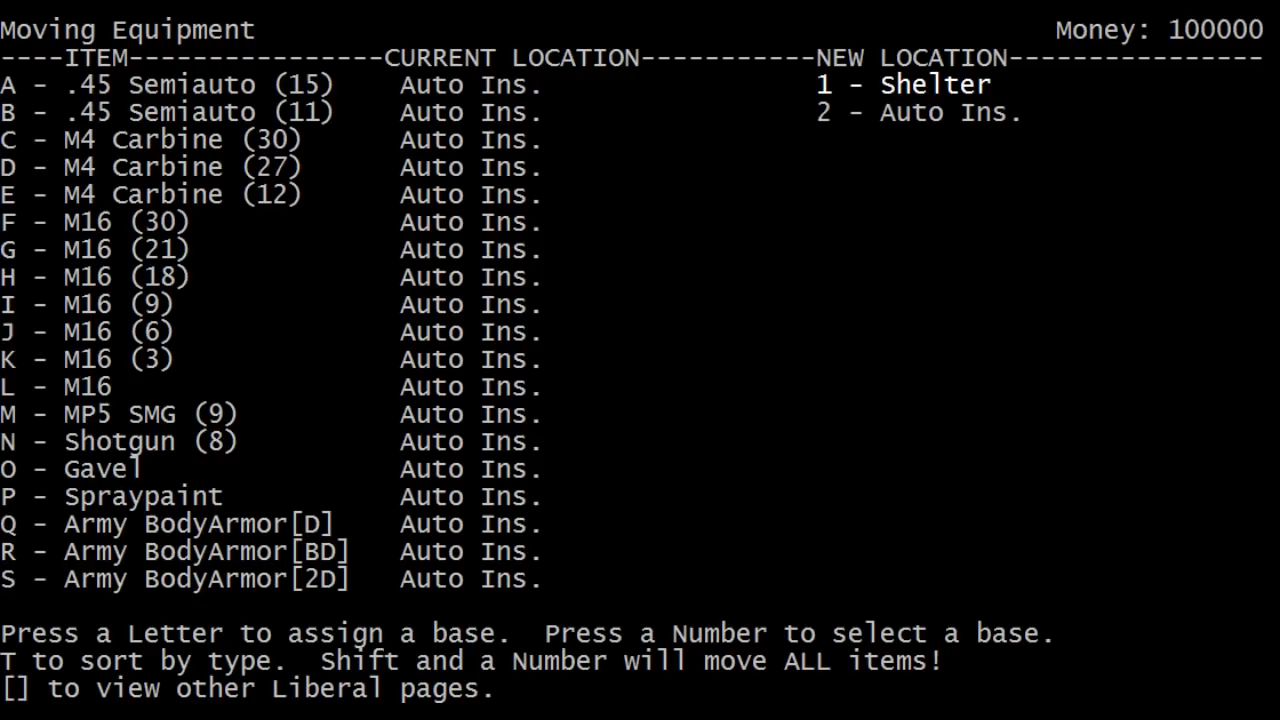 Moving Equipment Money: 100000
----ITEM----------------CURRENT LOCATION-----------NEW LOCATION----------------
A - .45 Semiauto (15) Auto Ins. 1 - Shelter
B - .45 Semiauto (11) Auto Ins. 2 - Auto Ins.
C - M4 Carbine (30) Auto Ins.
D - M4 Carbine (27) Auto Ins.
E - M4 Carbine (12) Auto Ins.
F - M16 (30) Auto Ins.
G - M16 (21) Auto Ins.
H - M16 (18) Auto Ins.
I - M16 (9) Auto Ins.
J - M16 (6) Auto Ins.
K - M16 (3) Auto Ins.
L - M16 Auto Ins.
M - MP5 SMG (9) Auto Ins.
N - Shotgun (8) Auto Ins.
O - Gavel Auto Ins.
P - Spraypaint Auto Ins.
Q - Army BodyArmor[D] Auto Ins.
R - Army BodyArmor[BD] Auto Ins.
S - Army BodyArmor[2D] Auto Ins.
Press a Letter to assign a base. Press a Number to select a base.
T to sort by type. Shift and a Number will move ALL items!
[] to view other Liberal pages.